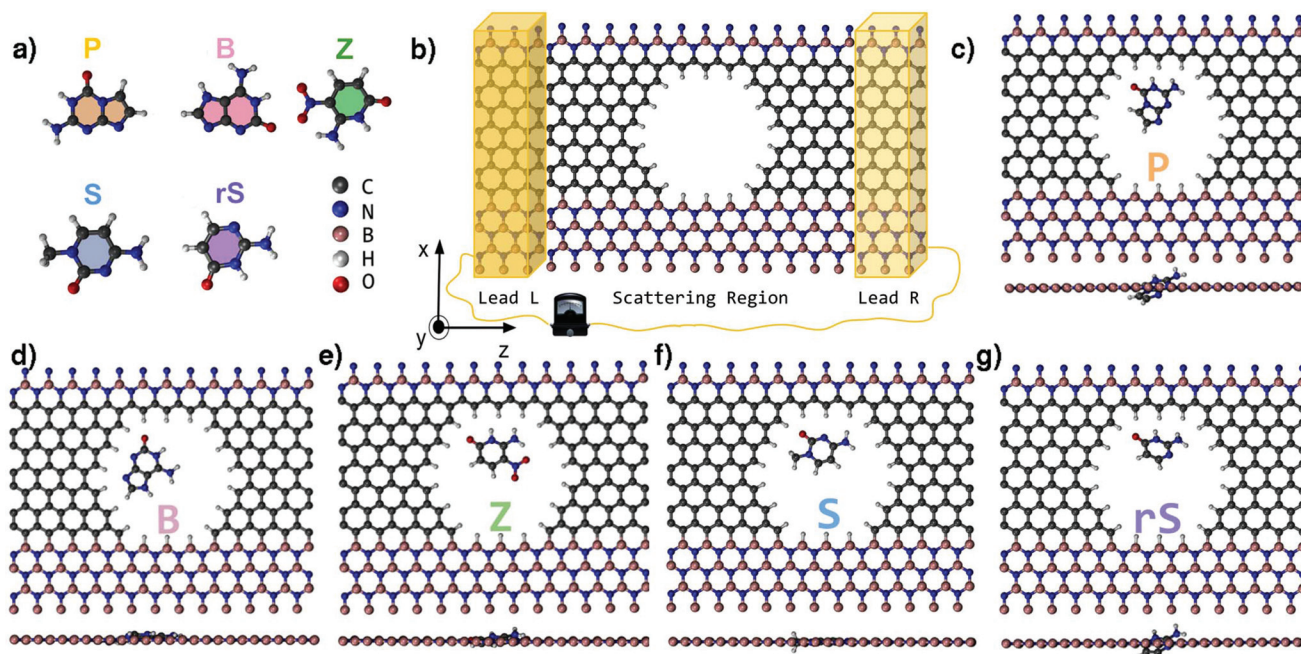 a)
P
B
Z
S
rS
C
N
B
H
O
b)
Lead L
Scattering Region
Lead R
x
y
z
c)
P
d)
B
e)
Z
f)
S
g)
rS